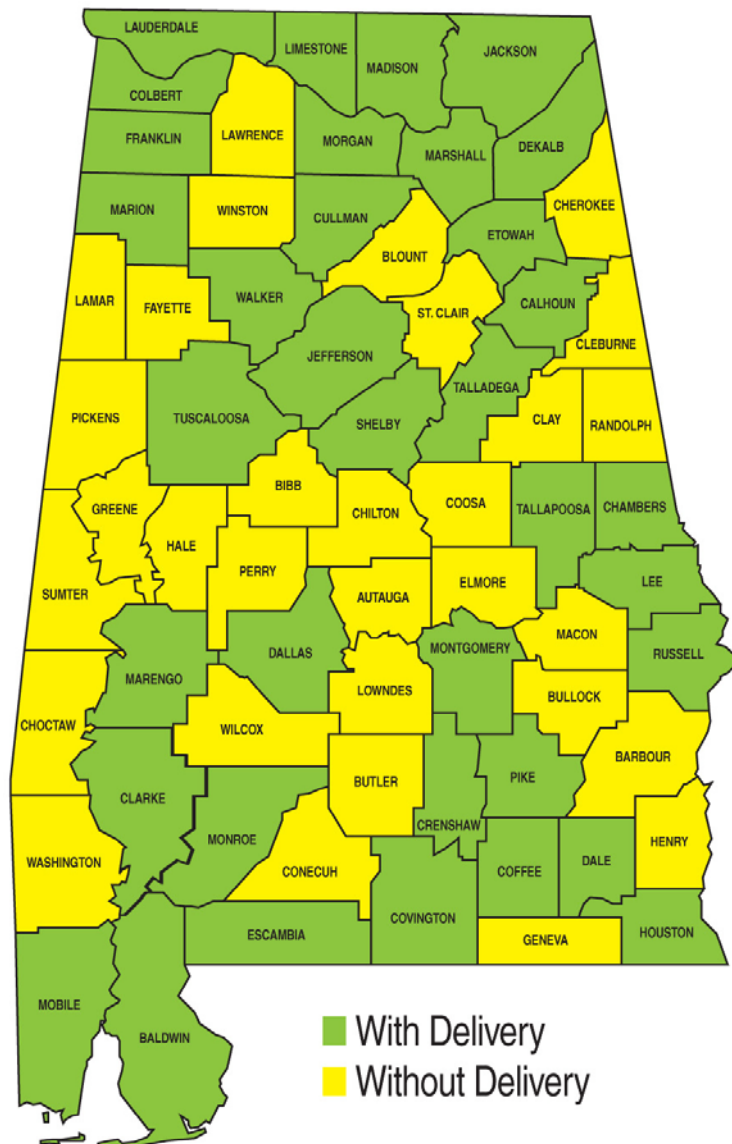 LAUDERDALE
LIMESTONE
MADISON
JACKSON
COLBERT
FRANKLIN
LAWRENCE
MORGAN
MARSHALL
DEKALB
MARION
WINSTON
CULLMAN
CHEROKEE
ETOWAH
BLOUNT
LAMAR
FAYETTE
WALKER
ST. CLAIR
CALHOUN
CLEBURNE
JEFFERSON
TALLADEGA
PICKENS
TUSCALOOSA
SHELBY
CLAY
RANDOLPH
GREENE
BIBB
HALE
CHILTON
COOSA
TALLAPOOSA
CHAMBERS
SUMTER
PERRY
AUTAUGA
ELMORE
LEE
MACON
MARENGO
DALLAS
MONTGOMERY
RUSSELL
LOWNDES
BULLOCK
CHOCTAW
WILCOX
BARBOUR
CLARKE
BUTLER
PIKE
MONROE
CRENSHAW
HENRY
WASHINGTON
CONECUH
COFFEE
DALE
COVINGTON
ESCAMBIA
GENEVA
HOUSTON
MOBILE
BALDWIN
With Delivery
Without Delivery